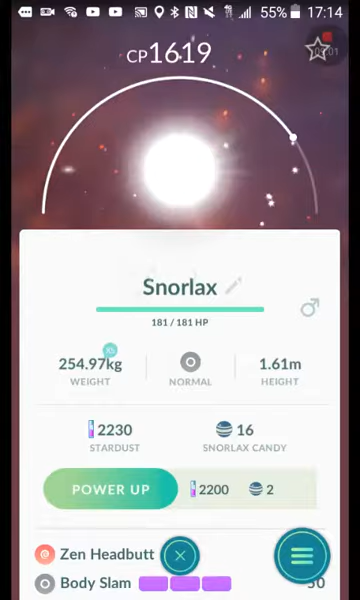 55% 17:14
CP1619
Snorlax
181 / 181 HP
XS
254.97kg
WEIGHT
NORMAL
1.61m
HEIGHT
2230
STARDUST
16
SNORLAX CANDY
POWER UP
2200
2
Zen Headbutt
Body Slam
50